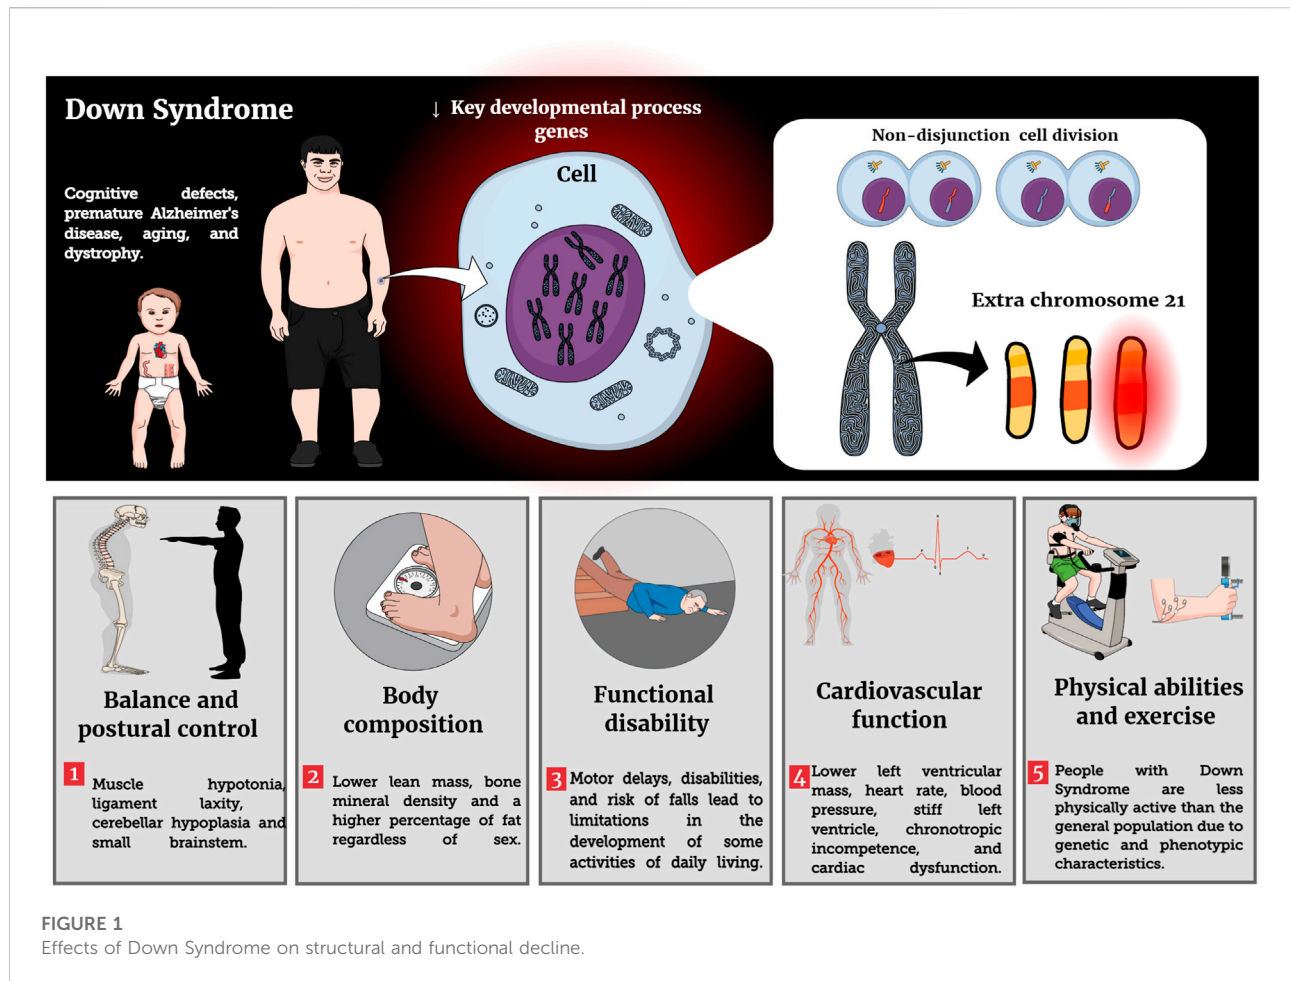 Down Syndrome
Cognitive defects,
premature Alzheimer's
disease, aging, and
dystrophy.
↓ Key developmental process
genes
Cell
Non-disjunction cell division
Extra chromosome 21
Balance and
postural control
1
Muscle hypotonia,
ligament laxity,
cerebellar hypoplasia and
small brainstem.
Body
composition
2
Lower lean mass, bone
mineral density and a
higher percentage of fat
regardless of sex.
Functional
disability
3
Motor delays, disabilities,
and risk of falls lead to
limitations in the
development of some
activities of daily living.
Cardiovascular
function
4
Lower left ventricular
mass, heart rate, blood
pressure, stiff left
ventricle, chronotropic
incompetence, and
cardiac dysfunction.
Physical abilities
and exercise
5
People with Down
Syndrome are less
physically active than the
general population due to
genetic and phenotypic
characteristics.
FIGURE 1
Effects of Down Syndrome on structural and functional decline.